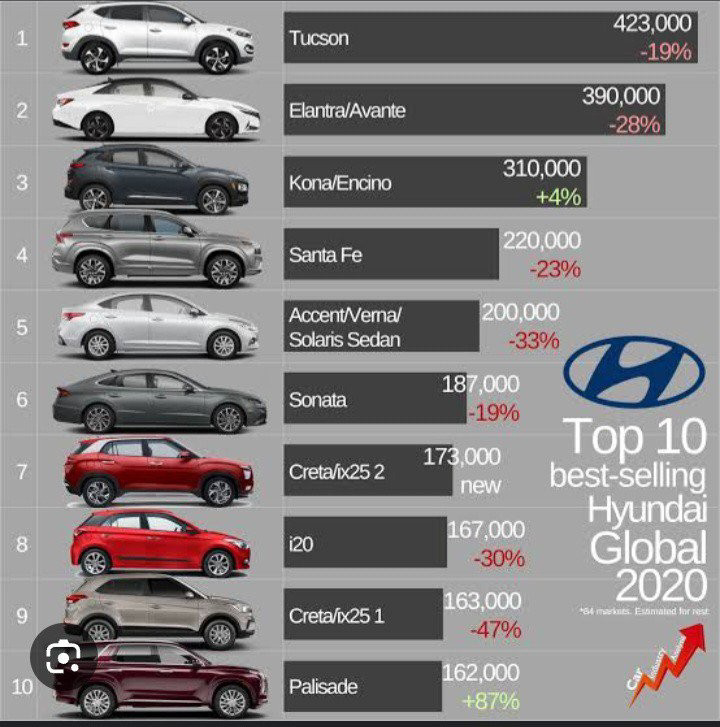 1
Tucson
423,000
-19%
2
Elantra/Avante
390,000
-28%
3
Kona/Encino
310,000
+4%
4
Santa Fe
220,000
-23%
5
Accent/Verna/
Solaris Sedan
200,000
-33%
6
Sonata
187,000
-19%
7
Creta/ix25 2
173,000
new
8
i20
167,000
-30%
9
Creta/ix25 1
163,000
-47%
10
Palisade
162,000
+87%
Top 10
best-selling
Hyundai
Global
2020
*64 markets. Estimated for rest
Car
Industry